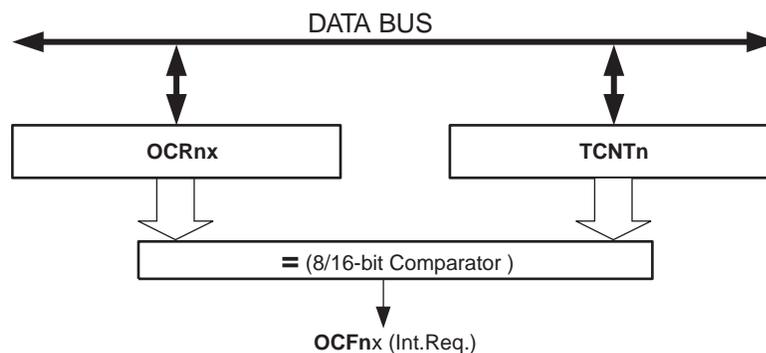 DATA BUS
OCRnx
TCNTn
= (8/16-bit Comparator )
OCFnx (Int.Req.)